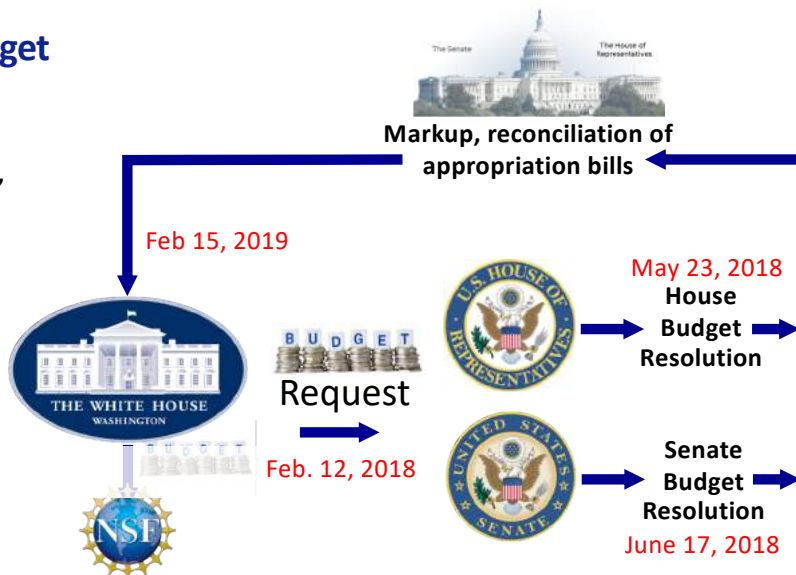 get
The Senate
The House of
Representatives
Markup, reconciliation of
appropriation bills
,
Feb 15, 2019
May 23, 2018
U.S. HOUSE OF
REPRESENTATIVES
House
Budget
Resolution
BUDGET
Request
THE WHITE HOUSE
WASHINGTON
BUDGET
Feb. 12, 2018
UNITED STATES
SENATE
Senate
Budget
Resolution
June 17, 2018
NSF